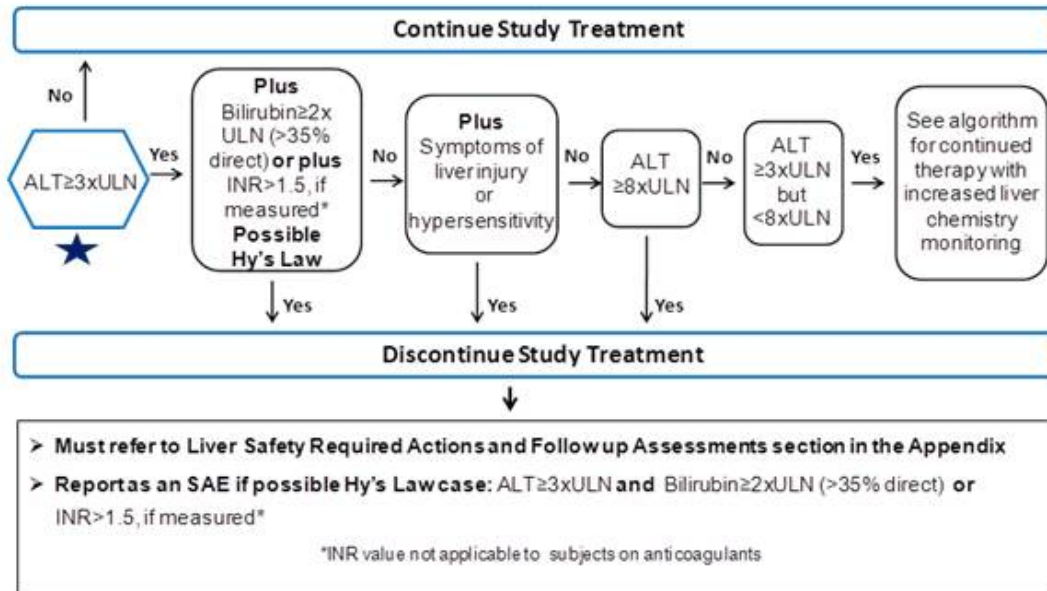 Continue Study Treatment
No
ALT≥3xULN
Yes
Plus
Bilirubin≥2x
ULN (>35%
direct) or plus
INR>1.5, if
measured*
Possible
Hy's Law
No
Plus
Symptoms of
liver injury
or
hypersensitivity
No
ALT
≥8xULN
No
ALT
≥3xULN
but
<8xULN
Yes
See algorithm
for continued
therapy with
increased liver
chemistry
monitoring
Yes
Yes
Yes
Discontinue Study Treatment
➢ Must refer to Liver Safety Required Actions and Follow up Assessments section in the Appendix
➢ Report as an SAE if possible Hy's Law case: ALT≥3xULN and Bilirubin≥2xULN (>35% direct) or
INR>1.5, if measured*
*INR value not applicable to subjects on anticoagulants